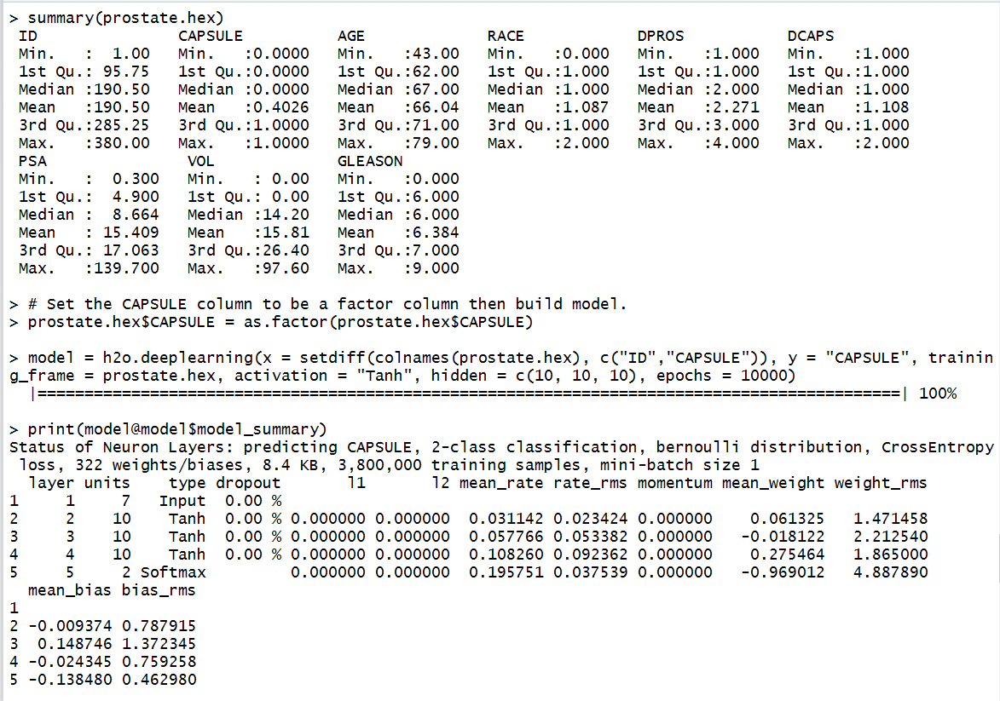 > summary(prostate.hex)
 ID               CAPSULE          AGE             RACE            DPROS           DCAPS
 Min.   :  1.00   Min.   :0.0000   Min.   :43.00   Min.   :0.000   Min.   :1.000   Min.   :1.000
 1st Qu.: 95.75   1st Qu.:0.0000   1st Qu.:62.00   1st Qu.:1.000   1st Qu.:1.000   1st Qu.:1.000
 Median :190.50   Median :0.0000   Median :67.00   Median :1.000   Median :2.000   Median :1.000
 Mean   :190.50   Mean   :0.4026   Mean   :66.04   Mean   :1.087   Mean   :2.271   Mean   :1.108
 3rd Qu.:285.25   3rd Qu.:1.0000   3rd Qu.:71.00   3rd Qu.:1.000   3rd Qu.:3.000   3rd Qu.:1.000
 Max.   :380.00   Max.   :1.0000   Max.   :79.00   Max.   :2.000   Max.   :4.000   Max.   :2.000
 PSA               VOL             GLEASON
 Min.   :  0.300   Min.   : 0.00   Min.   :0.000
 1st Qu.:  4.900   1st Qu.: 0.00   1st Qu.:6.000
 Median :  8.664   Median :14.20   Median :6.000
 Mean   : 15.409   Mean   :15.81   Mean   :6.384
 3rd Qu.: 17.063   3rd Qu.:26.40   3rd Qu.:7.000
 Max.   :139.700   Max.   :97.60   Max.   :9.000
> # Set the CAPSULE column to be a factor column then build model.
> prostate.hex$CAPSULE = as.factor(prostate.hex$CAPSULE)
> model = h2o.deeplearning(x = setdiff(colnames(prostate.hex), c("ID","CAPSULE")), y = "CAPSULE", trainin
g_frame = prostate.hex, activation = "Tanh", hidden = c(10, 10, 10), epochs = 10000)
  |============================================================================================| 100%
> print(model@model$model_summary)
Status of Neuron Layers: predicting CAPSULE, 2-class classification, bernoulli distribution, CrossEntropy
 loss, 322 weights/biases, 8.4 KB, 3,800,000 training samples, mini-batch size 1
  layer units    type dropout       l1       l2 mean_rate rate_rms momentum mean_weight weight_rms
1     1     7   Input  0.00 %
2     2    10    Tanh  0.00 % 0.000000 0.000000  0.031142 0.023424 0.000000    0.061325   1.471458
3     3    10    Tanh  0.00 % 0.000000 0.000000  0.057766 0.053382 0.000000   -0.018122   2.212540
4     4    10    Tanh  0.00 % 0.000000 0.000000  0.108260 0.092362 0.000000    0.275464   1.865000
5     5     2 Softmax         0.000000 0.000000  0.195751 0.037539 0.000000   -0.969012   4.887890
  mean_bias bias_rms
1
2 -0.009374 0.787915
3  0.148746 1.372345
4 -0.024345 0.759258
5 -0.138480 0.462980